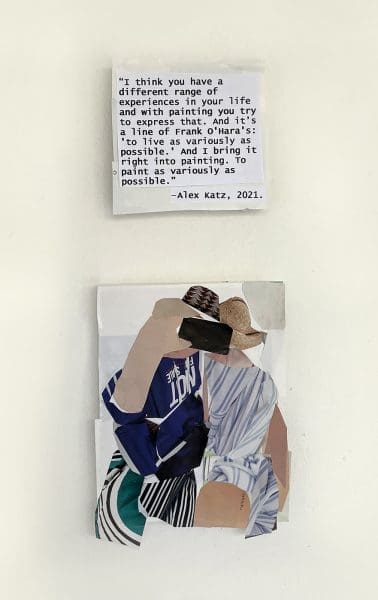 “I think you have a
different range of
experiences in your life
and with painting you try
to express that. And it's
a line of Frank O'Hara's:
'to live as variously as
possible.' And I bring it
right into painting. To
paint as variously as
possible.”
—Alex Katz, 2021.